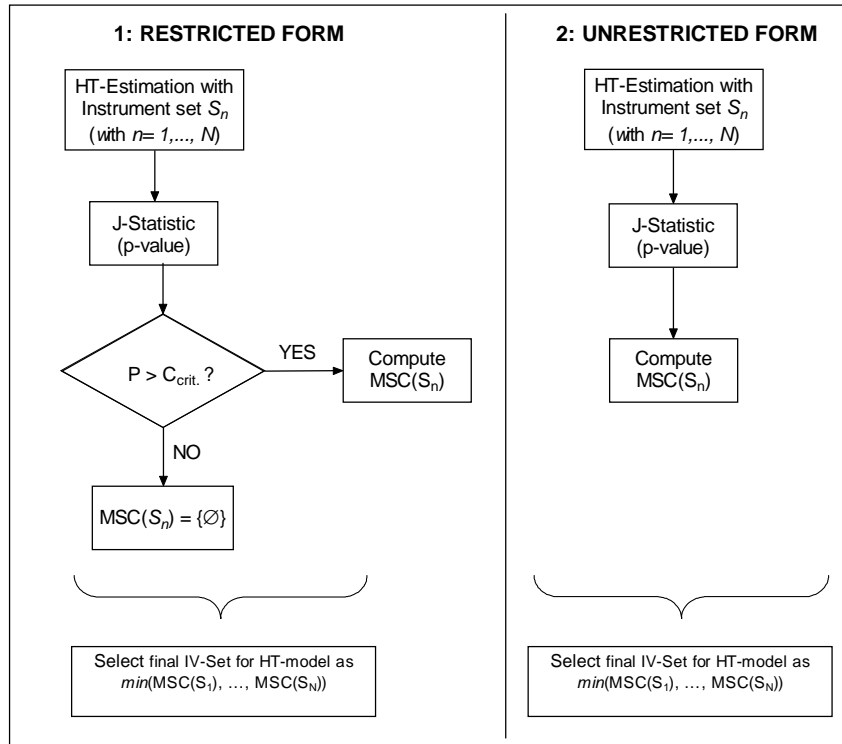 1: RESTRICTED FORM
HT-Estimation with
Instrument set Sn
(with n= 1,..., N)
J-Statistic
(p-value)
P > Ccrit. ?
YES
Compute
MSC(Sn)
NO
MSC(Sn) = {∅}
Select final IV-Set for HT-model as
min(MSC(S1), …, MSC(SN))
2: UNRESTRICTED FORM
HT-Estimation with
Instrument set Sn
(with n= 1,..., N)
J-Statistic
(p-value)
Compute
MSC(Sn)
Select final IV-Set for HT-model as
min(MSC(S1), …, MSC(SN))